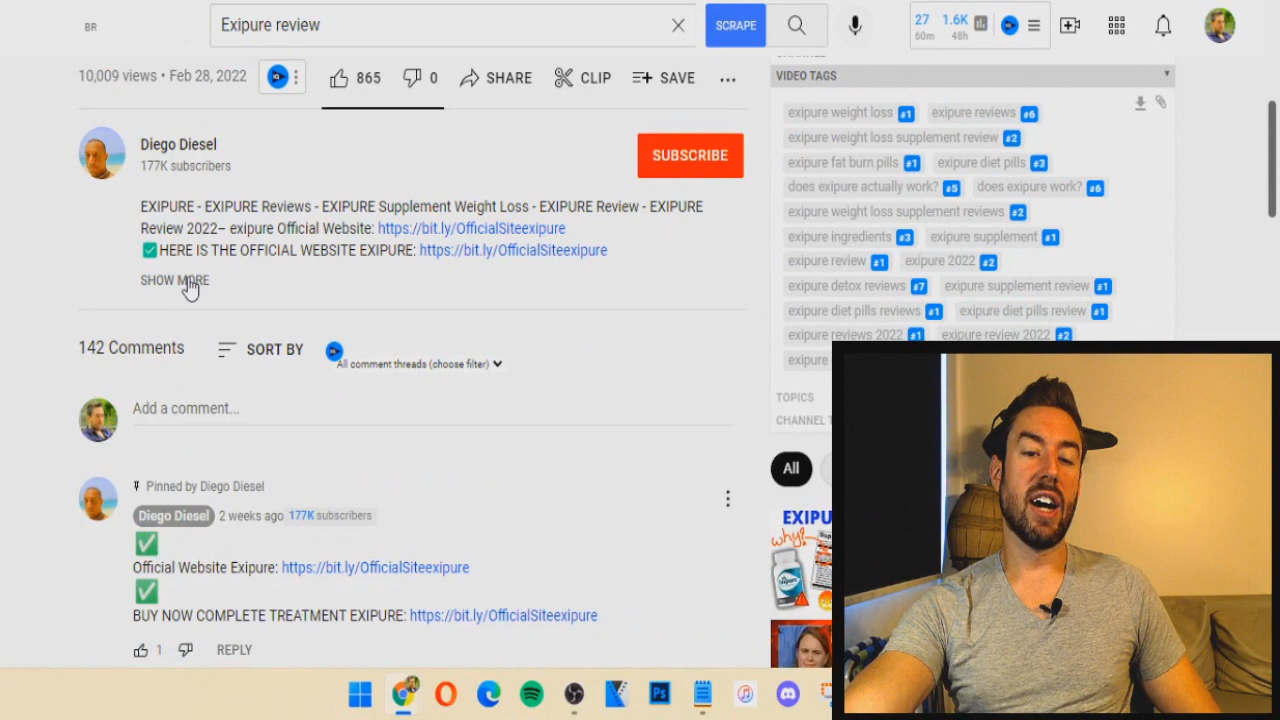 BR
Exipure review
SCRAPE
27
60m
1.6K
48h
10,009 views • Feb 28, 2022
865
0
SHARE
CLIP
SAVE
VIDEO TAGS
exipure weight loss #1
exipure reviews #6
exipure weight loss supplement review #2
exipure fat burn pills #1
exipure diet pills #3
does exipure actually work? #5
does exipure work? #6
exipure weight loss supplement reviews #2
exipure ingredients #3
exipure supplement #1
exipure review #1
exipure 2022 #2
exipure detox reviews #7
exipure supplement review #1
exipure diet pills reviews #1
exipure diet pills review #1
exipure reviews 2022 #1
exipure review 2022 #2
exipure
TOPICS
CHANNEL T
All
EXIPU
why?
Diego Diesel
177K subscribers
SUBSCRIBE
EXIPURE - EXIPURE Reviews - EXIPURE Supplement Weight Loss - EXIPURE Review - EXIPURE
Review 2022– exipure Official Website: https://bit.ly/OfficialSiteexipure
✅HERE IS THE OFFICIAL WEBSITE EXIPURE: https://bit.ly/OfficialSiteexipure
SHOW MORE
142 Comments
SORT BY
All comment threads (choose filter)
Add a comment...
Pinned by Diego Diesel
Diego Diesel 2 weeks ago 177K subscribers
✅
Official Website Exipure: https://bit.ly/OfficialSiteexipure
✅
BUY NOW COMPLETE TREATMENT EXIPURE: https://bit.ly/OfficialSiteexipure
1
REPLY
Ps